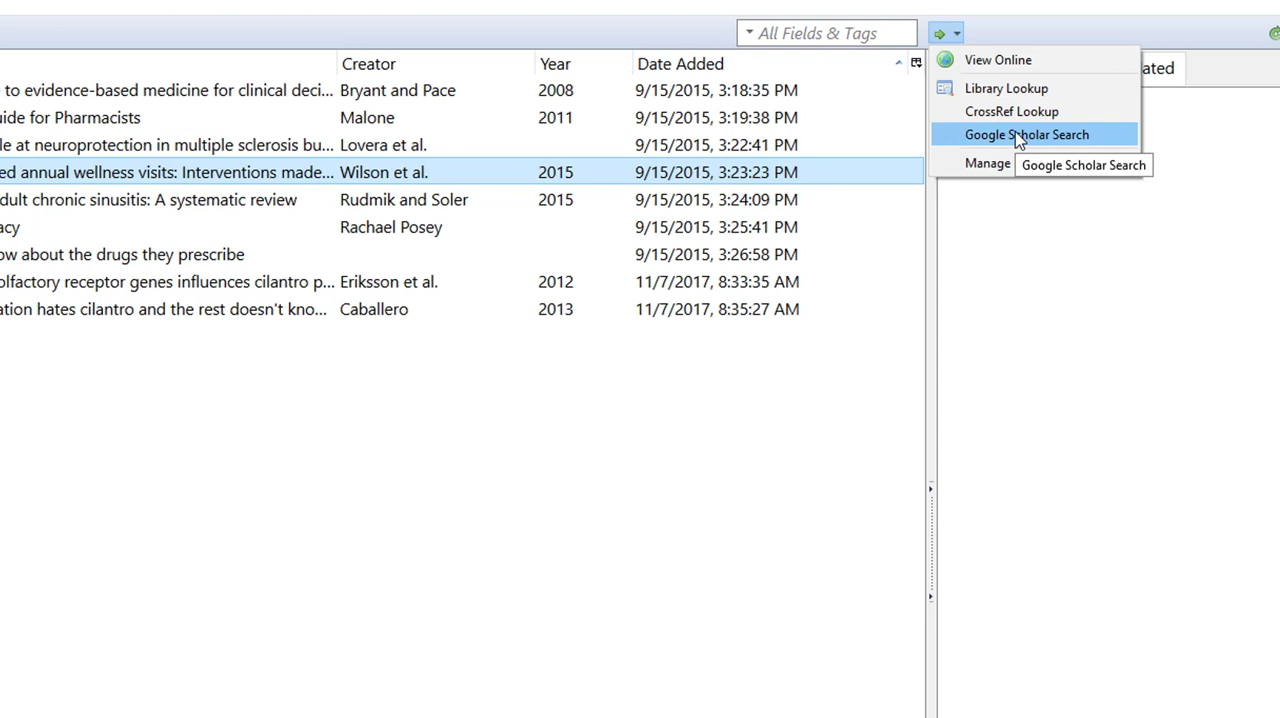 All Fields & Tags
Creator Year Date Added
to evidence-based medicine for clinical deci... Bryant and Pace 2008 9/15/2015, 3:18:35 PM
uide for Pharmacists Malone 2011 9/15/2015, 3:19:38 PM
le at neuroprotection in multiple sclerosis bu... Lovera et al. 9/15/2015, 3:22:41 PM
ed annual wellness visits: Interventions made... Wilson et al. 2015 9/15/2015, 3:23:23 PM
dult chronic sinusitis: A systematic review Rudmik and Soler 2015 9/15/2015, 3:24:09 PM
acy Rachael Posey 9/15/2015, 3:25:41 PM
ow about the drugs they prescribe 9/15/2015, 3:26:58 PM
olfactory receptor genes influences cilantro p... Eriksson et al. 2012 11/7/2017, 8:33:35 AM
ation hates cilantro and the rest doesn't kno... Caballero 2013 11/7/2017, 8:35:27 AM
View Online
ated
Library Lookup
CrossRef Lookup
Google Scholar Search
Manage
Google Scholar Search